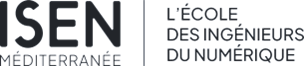 ISEN
MÉDITERRANÉE
L'ÉCOLE
DES INGÉNIEURS
DU NUMÉRIQUE